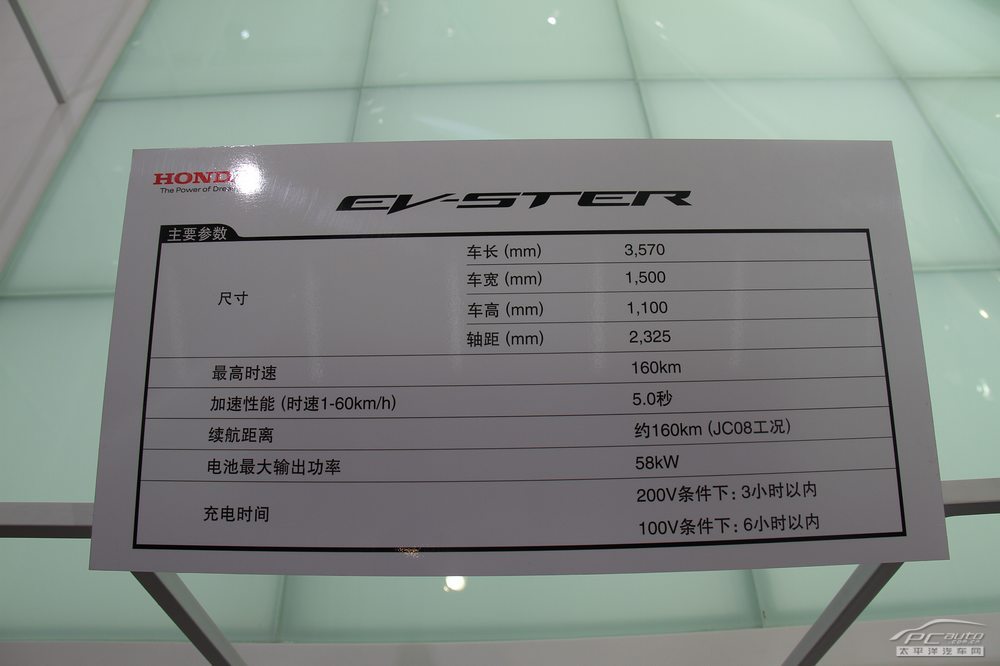 HONDA
The Power of Dreams
EV-STER
主要参数
尺寸
车长 (mm) 3,570
车宽 (mm) 1,500
车高 (mm) 1,100
轴距 (mm) 2,325
最高时速 160km
加速性能 (时速1-60km/h) 5.0秒
续航距离 约160km (JC08工况)
电池最大输出功率 58kW
充电时间
200V条件下: 3小时以内
100V条件下: 6小时以内
PCauto
.com.cn
太平洋汽车网